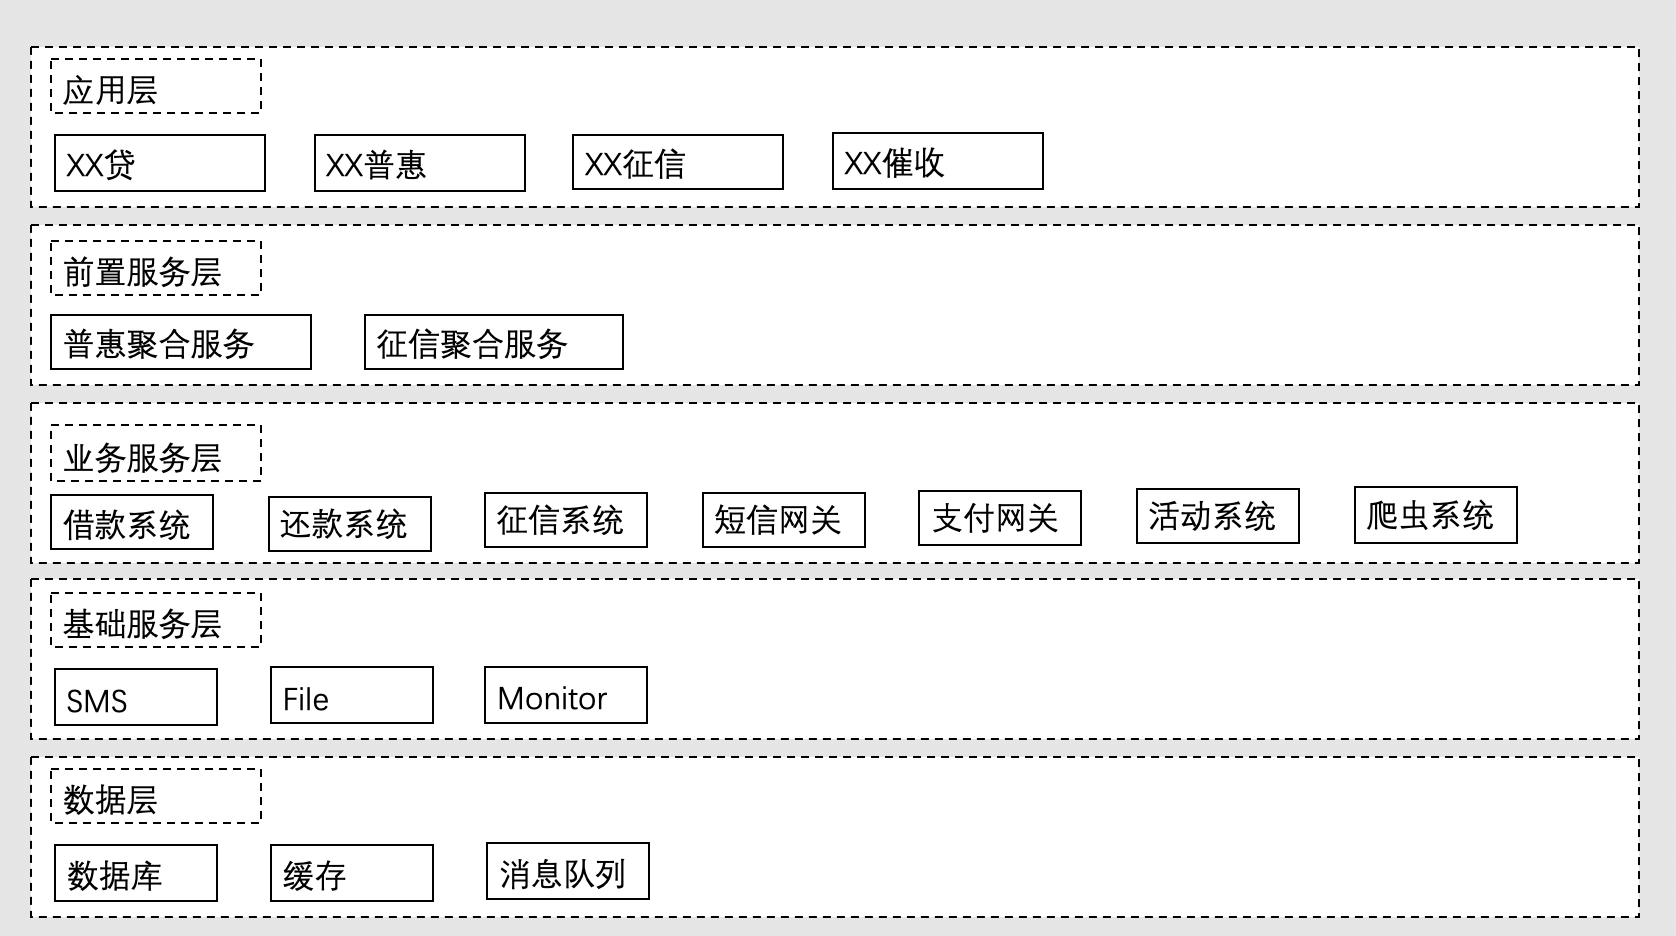 应用层
XX贷
XX普惠
XX征信
XX催收
前置服务层
普惠聚合服务
征信聚合服务
业务服务层
借款系统
还款系统
征信系统
短信网关
支付网关
活动系统
爬虫系统
基础服务层
SMS
File
Monitor
数据层
数据库
缓存
消息队列